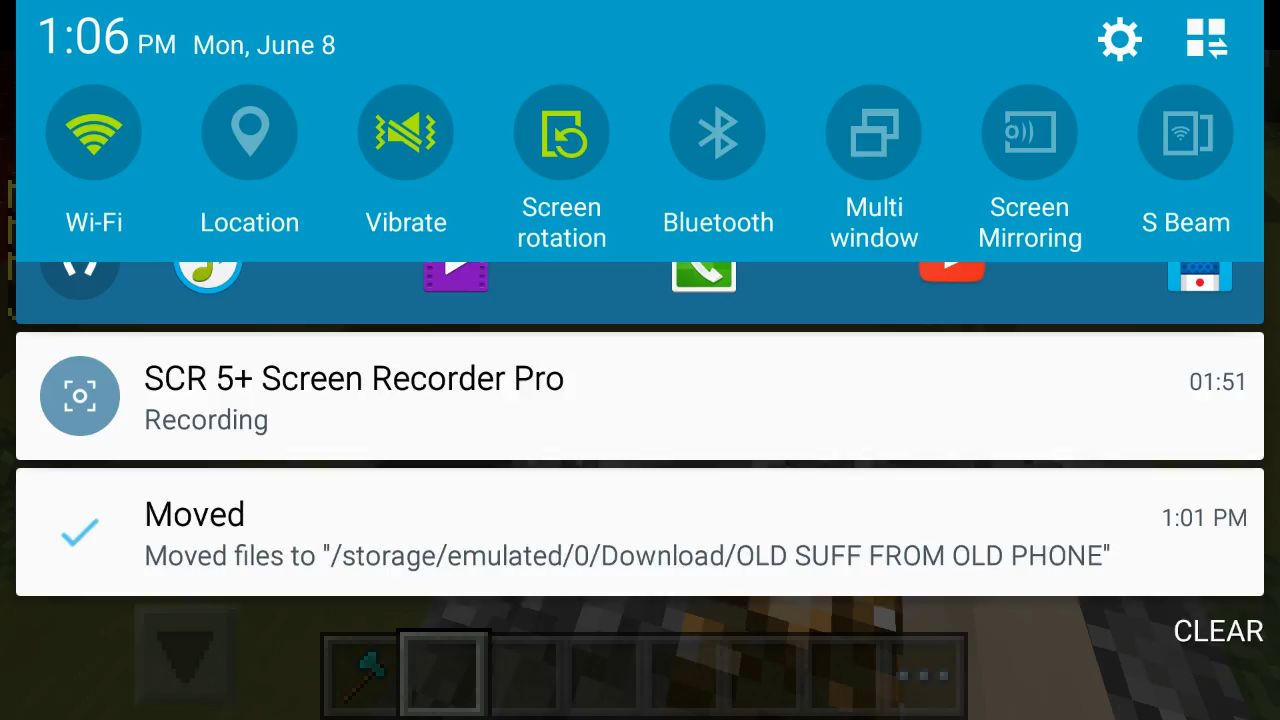 1:06 PM Mon, June 8
Wi-Fi
Location
Vibrate
Screen
rotation
Bluetooth
Multi
window
Screen
Mirroring
S Beam
SCR 5+ Screen Recorder Pro
01:51
Recording
Moved
1:01 PM
Moved files to "/storage/emulated/0/Download/OLD SUFF FROM OLD PHONE"
CLEAR